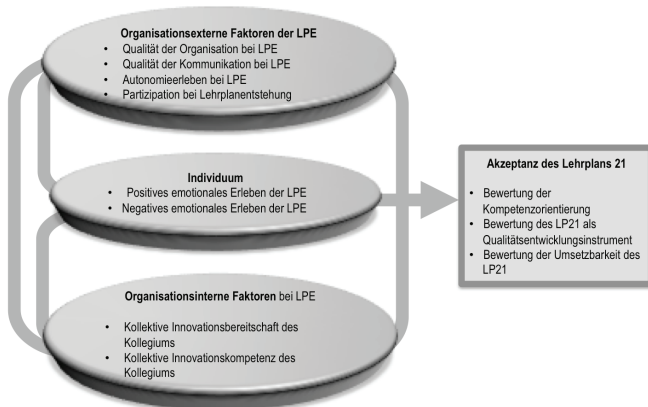 Organisationsexterne Faktoren der LPE
• Qualität der Organisation bei LPE
• Qualität der Kommunikation bei LPE
• Autonomieerleben bei LPE
• Partizipation bei Lehrplanentstehung
Individuum
• Positives emotionales Erleben der LPE
• Negatives emotionales Erleben der LPE
Organisationsinterne Faktoren bei LPE
• Kollektive Innovationsbereitschaft des
Kollegiums
• Kollektive Innovationskompetenz des
Kollegiums
Akzeptanz des Lehrplans 21
• Bewertung der
Kompetenzorientierung
• Bewertung des LP21 als
Qualitätsentwicklungsinstrument
• Bewertung der Umsetzbarkeit des
LP21